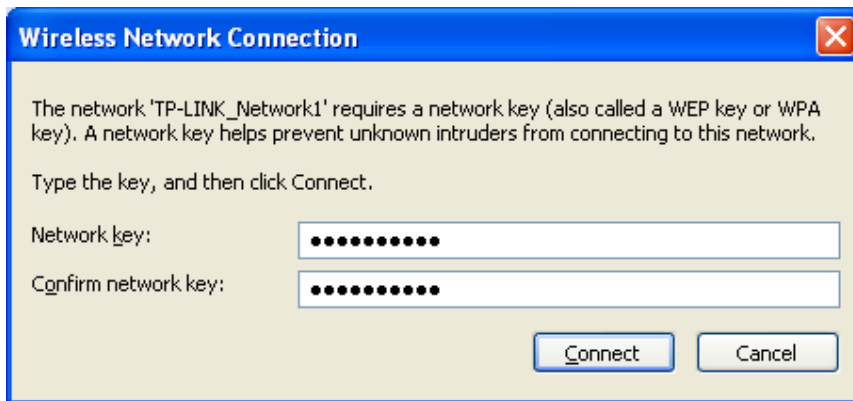 Wireless Network Connection
The network 'TP-LINK_Network1' requires a network key (also called a WEP key or WPA
key). A network key helps prevent unknown intruders from connecting to this network.
Type the key, and then click Connect.
Network key: ●●●●●●●●●●
Confirm network key: ●●●●●●●●●●
Connect Cancel